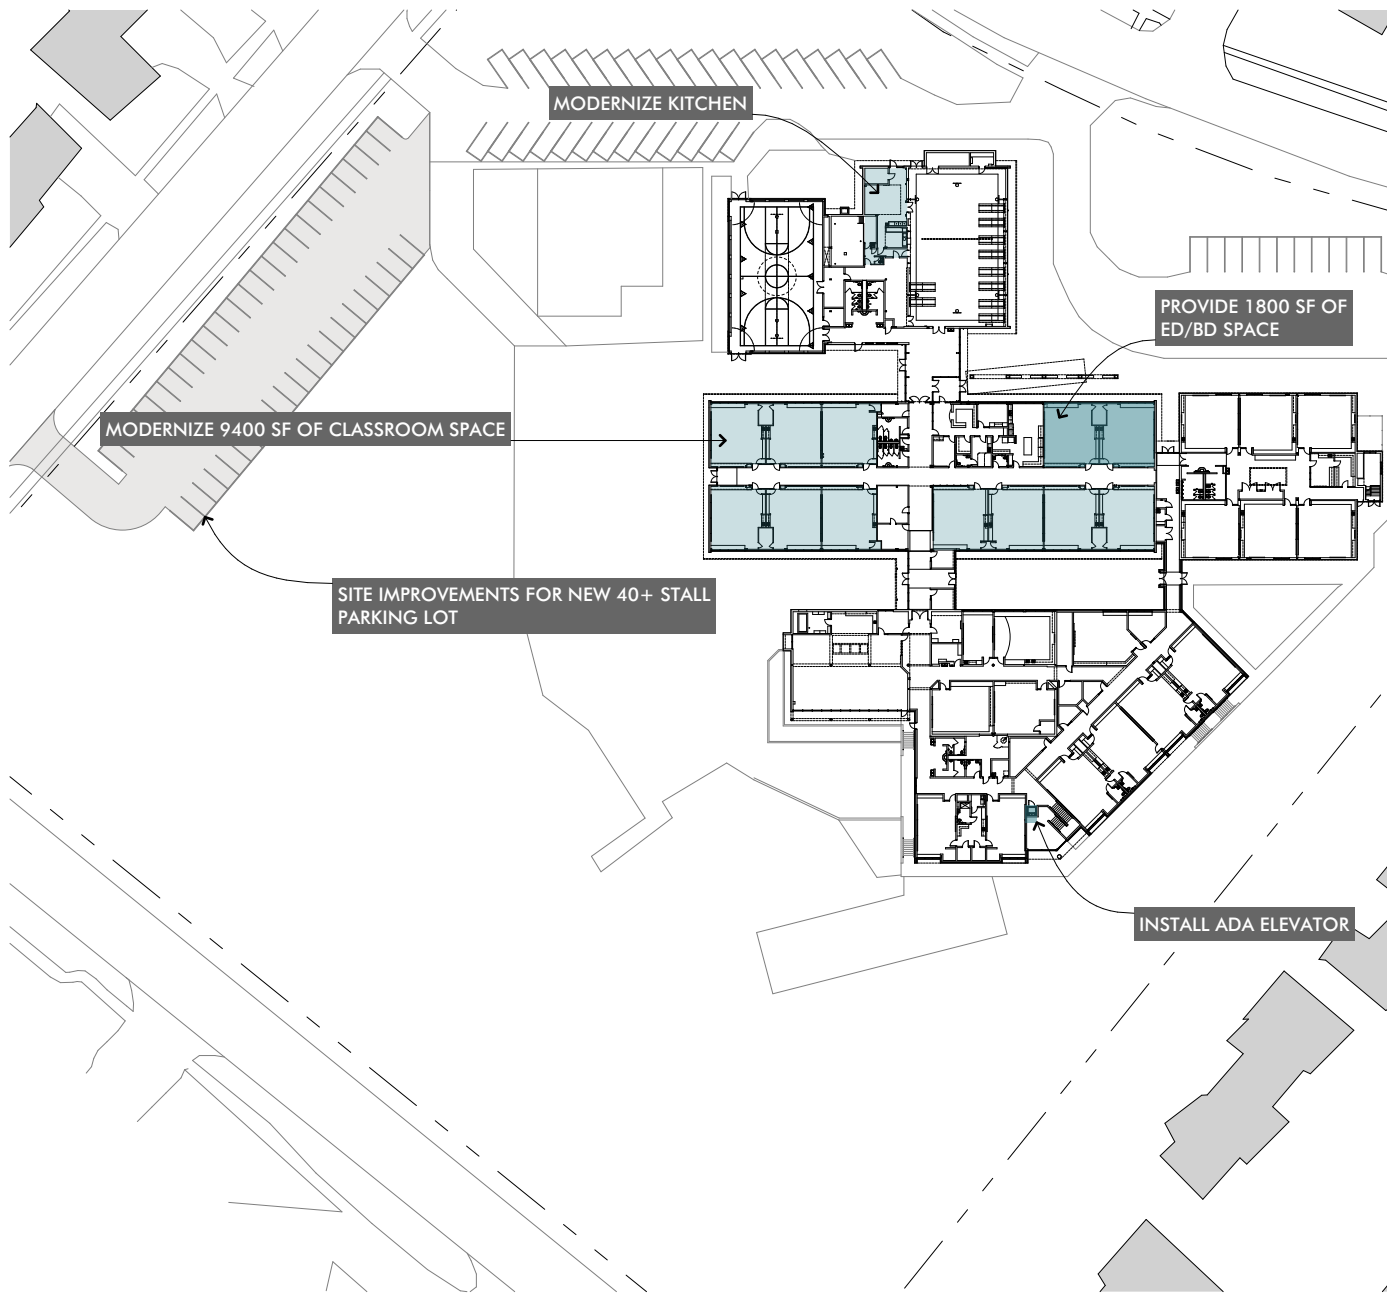 MODERNIZE KITCHEN
PROVIDE 1800 SF OF
ED/BD SPACE
MODERNIZE 9400 SF OF CLASSROOM SPACE
SITE IMPROVEMENTS FOR NEW 40+ STALL
PARKING LOT
INSTALL ADA ELEVATOR